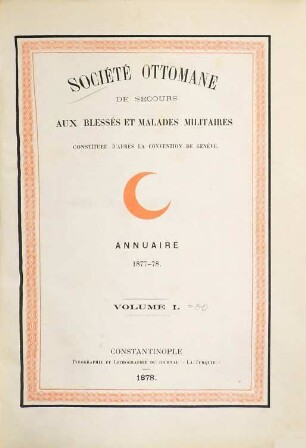 SOCIÉTÉ OTTOMANE
DE SECOURS
AUX BLESSÉS ET MALADES MILITAIRES
CONSTITUÉE D'APRÈS LA CONVENTION DE GENÈVE.
ANNUAIRE
1877-78.
VOLUME I.
CONSTANTINOPLE
TYPOGRAPHIE ET LITHOGRAPHIE DU JOURNAL « LA TURQUIE »
1878.